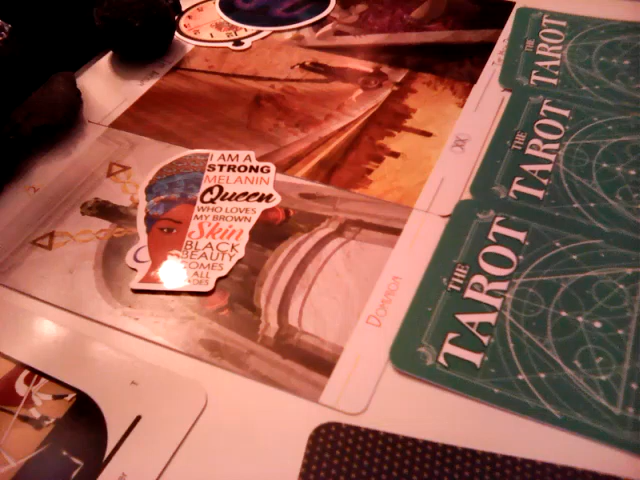 I AM A
STRONG
MELANIN
Queen
WHO LOVES
MY BROWN
Skin
BLACK
BEAUTY
COMES
ALL
THE
TAROT
THE
TAROT
THE
TAROT